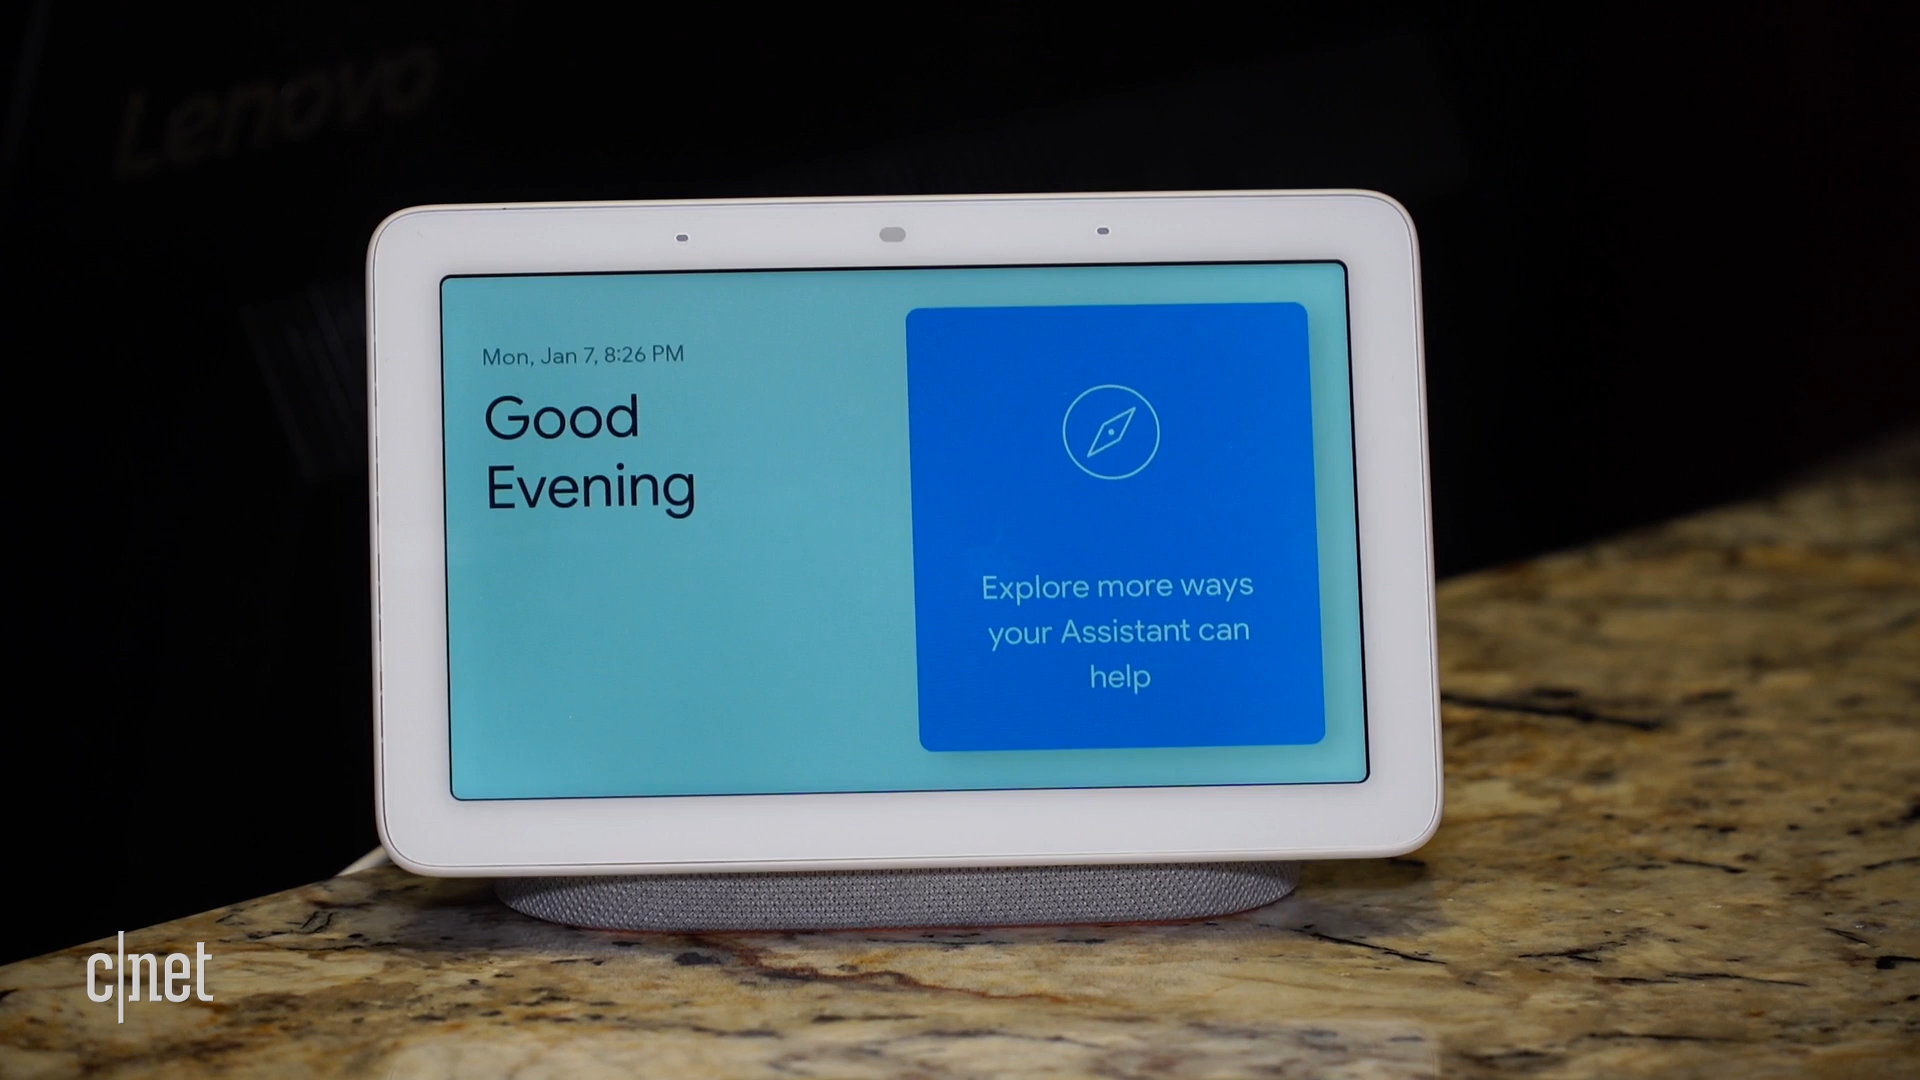 Lenovo
Mon, Jan 7, 8:26 PM
Good
Evening
Explore more ways
your Assistant can
help
c|net